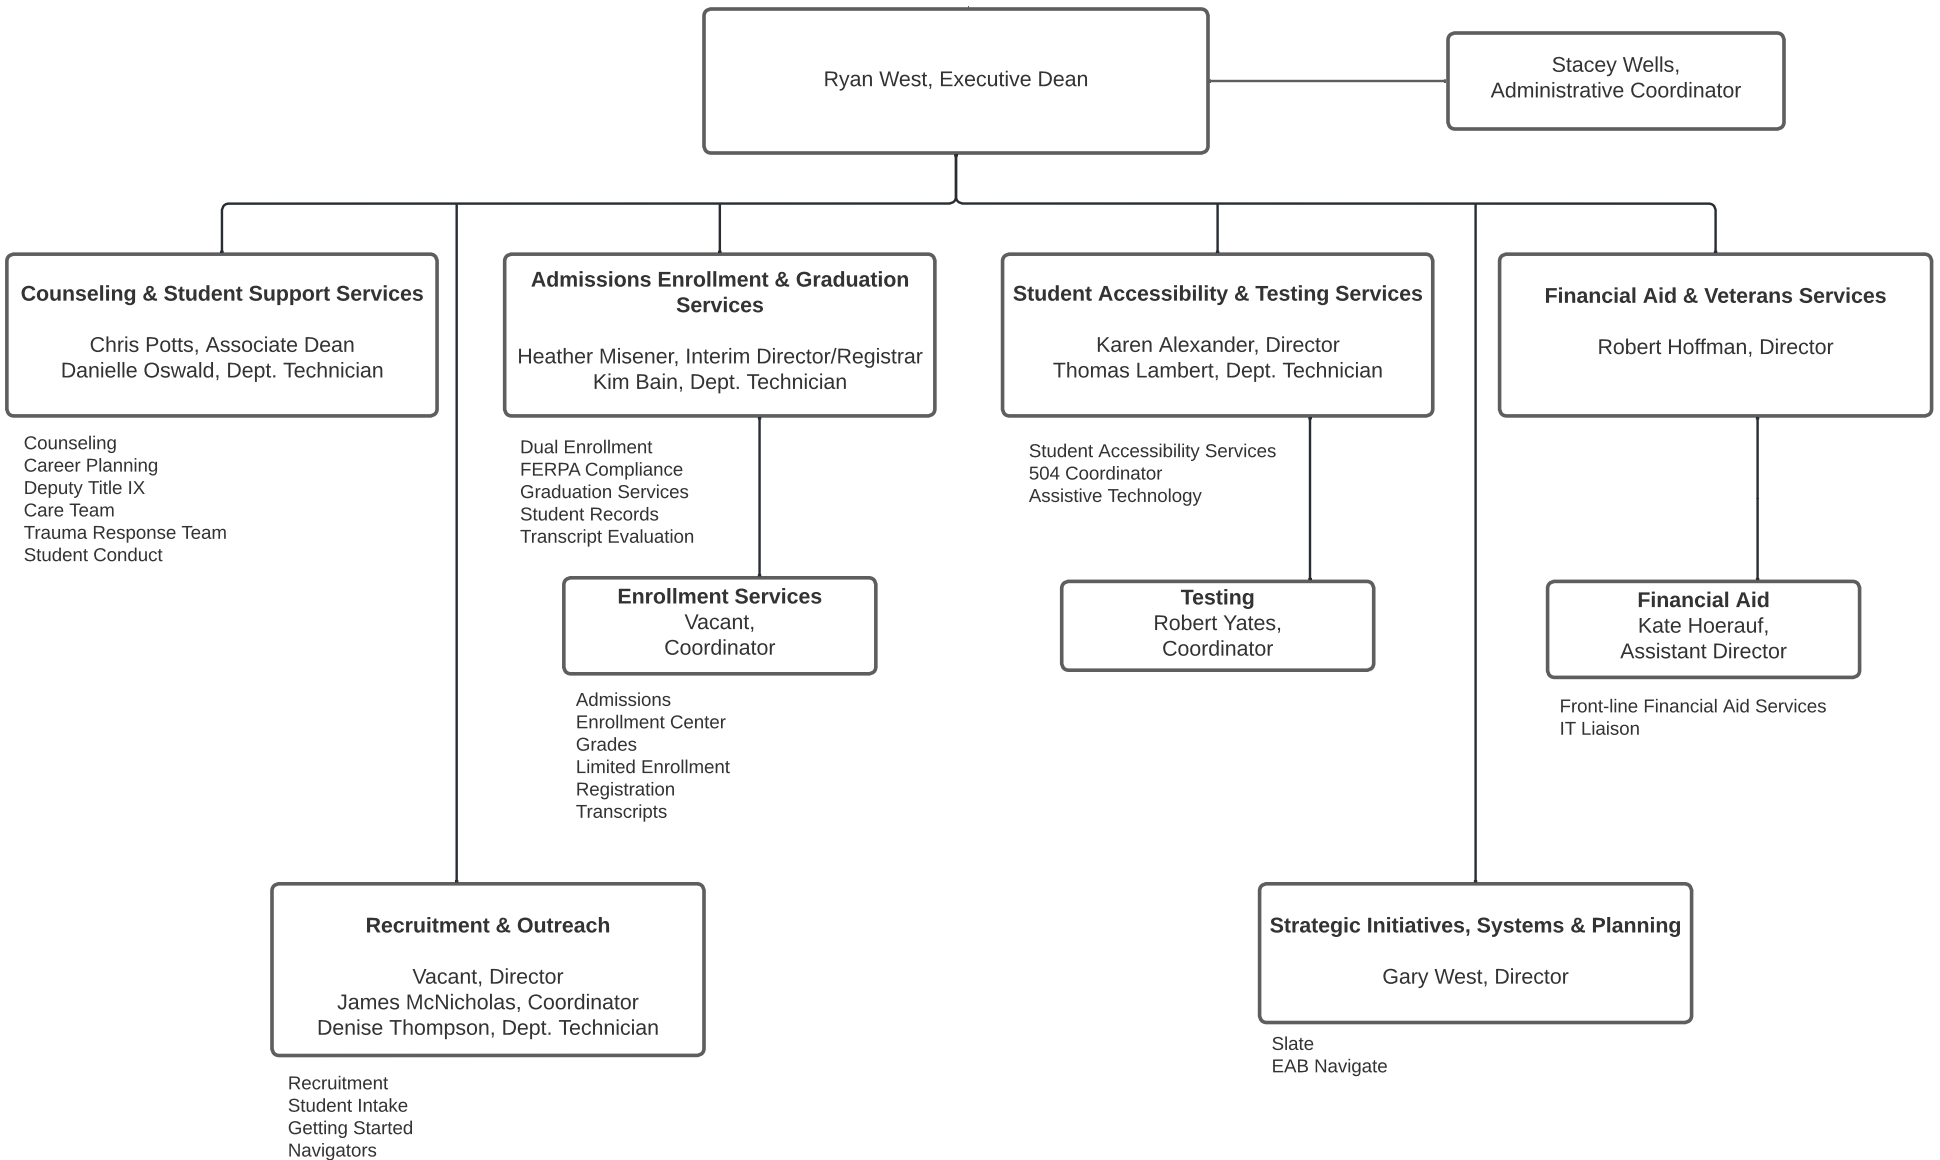 Ryan West, Executive Dean
Stacey Wells,
Administrative Coordinator
Counseling & Student Support Services
Chris Potts, Associate Dean
Danielle Oswald, Dept. Technician
Counseling
Career Planning
Deputy Title IX
Care Team
Trauma Response Team
Student Conduct
Admissions Enrollment & Graduation
Services
Heather Misener, Interim Director/Registrar
Kim Bain, Dept. Technician
Dual Enrollment
FERPA Compliance
Graduation Services
Student Records
Transcript Evaluation
Enrollment Services
Vacant,
Coordinator
Admissions
Enrollment Center
Grades
Limited Enrollment
Registration
Transcripts
Student Accessibility & Testing Services
Karen Alexander, Director
Thomas Lambert, Dept. Technician
Student Accessibility Services
504 Coordinator
Assistive Technology
Testing
Robert Yates,
Coordinator
Financial Aid & Veterans Services
Robert Hoffman, Director
Financial Aid
Kate Hoerauf,
Assistant Director
Front-line Financial Aid Services
IT Liaison
Recruitment & Outreach
Vacant, Director
James McNicholas, Coordinator
Denise Thompson, Dept. Technician
Recruitment
Student Intake
Getting Started
Navigators
Strategic Initiatives, Systems & Planning
Gary West, Director
Slate
EAB Navigate